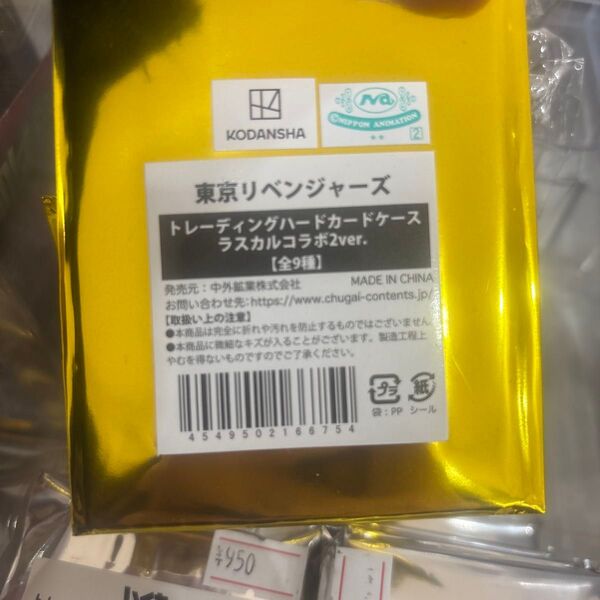 KODANSHA
©NIPPON ANIMATION
2
東京リベンジャーズ
トレーディングハードカードケース
ラスカルコラボ2ver.
【全9種】
MADE IN CHINA
発売元：中外鉱業株式会社
お問い合わせ先：https://www.chugai-contents.jp/
【取扱い上の注意】
●本商品は完全に折れや汚れを防止するものではございません
●本商品に微細なキズが入ることがございます。製造工程上
やむを得ないものですのでご了承ください。
プラ
紙
袋：PP
シール
4549502166754
¥450